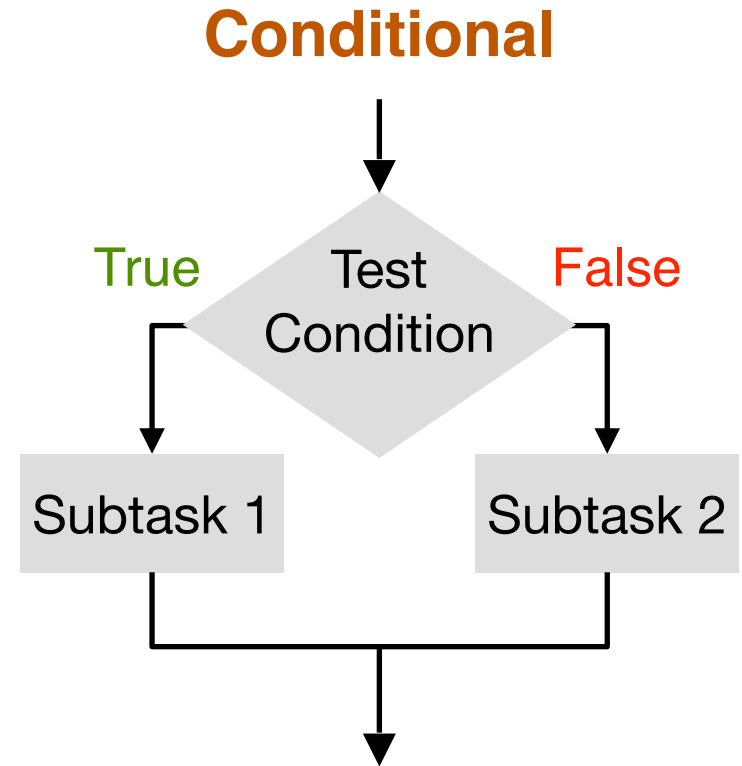 Conditional
True
Test
False
Condition
Subtask 1
Subtask 2